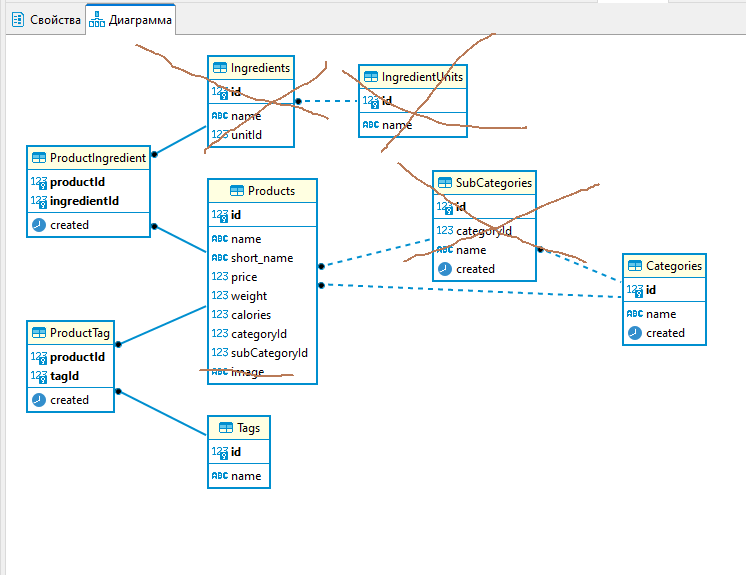 Свойства
Диаграмма
Ingredients
123 id
ABC name
123 unitId
IngredientUnits
123 id
ABC name
ProductIngredient
123 productId
123 ingredientId
created
Products
123 id
ABC name
ABC short_name
123 price
123 weight
123 calories
123 categoryId
123 subCategoryId
ABC image
SubCategories
123 id
123 categoryId
ABC name
created
Categories
123 id
ABC name
created
ProductTag
123 productId
123 tagId
created
Tags
123 id
ABC name